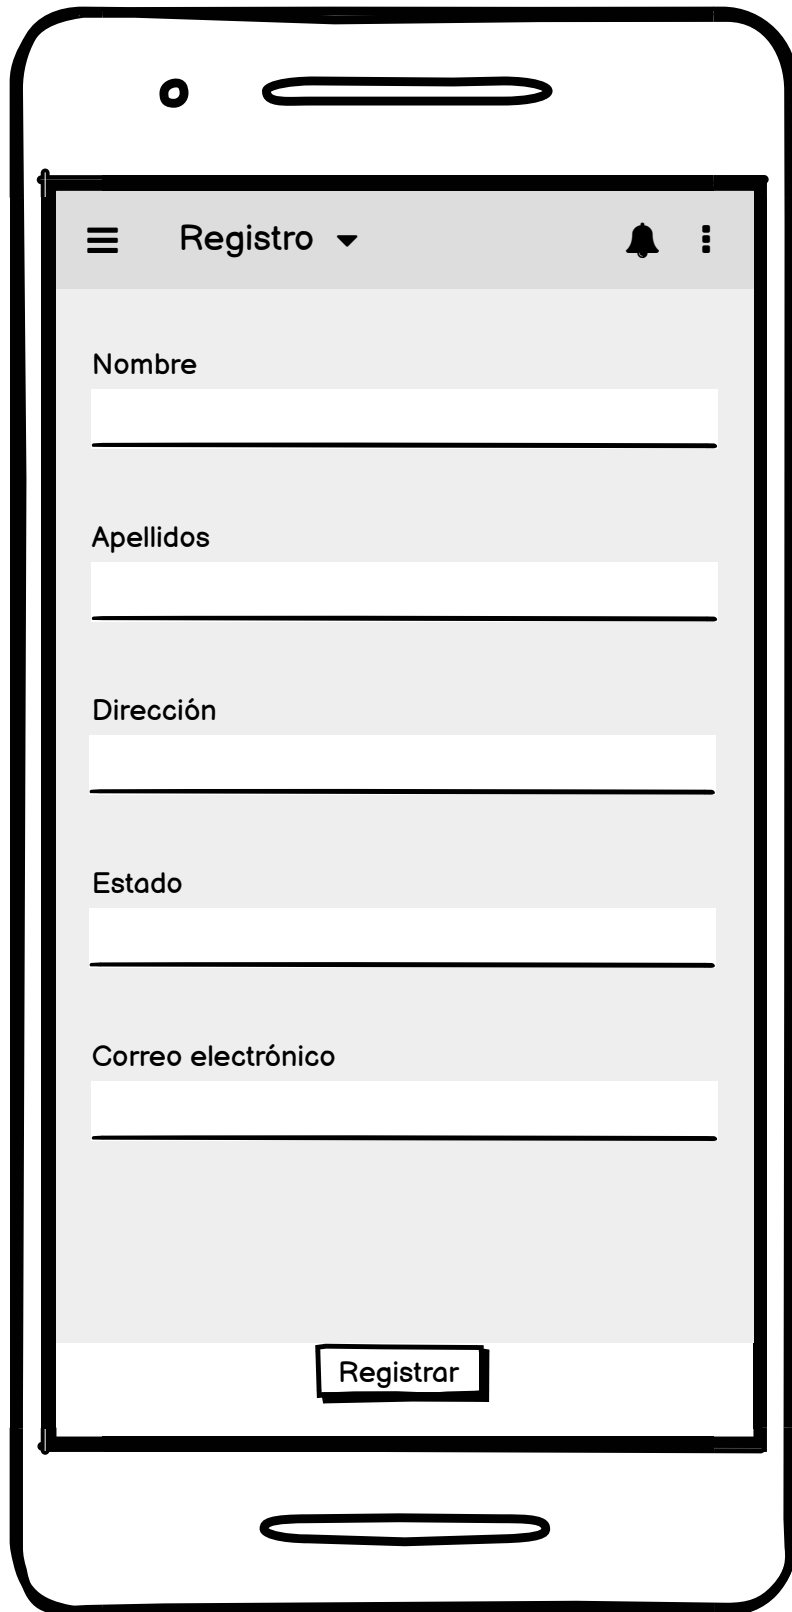 Registro
Nombre
Apellidos
Dirección
Estado
Correo electrónico
Registrar